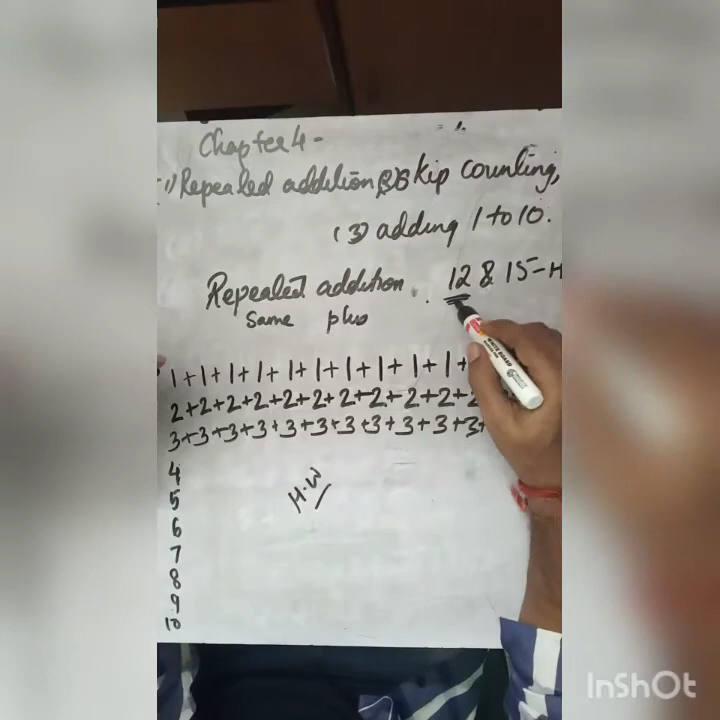 Chapter 4 -
1) Repeated addition (2) Skip counting,
(3) adding 1 to 10.
Repeated addition. 12 & 15-H
Same plus
1+1+1+1+1+1+1+1+1+1+
2+2+2+2+2+2+2+2+2+2+2
3+3+3+3+3+3+3+3+3+3+3+
4
5
H.W
6
7
8
9
10
WHITE BOARD
InShOt